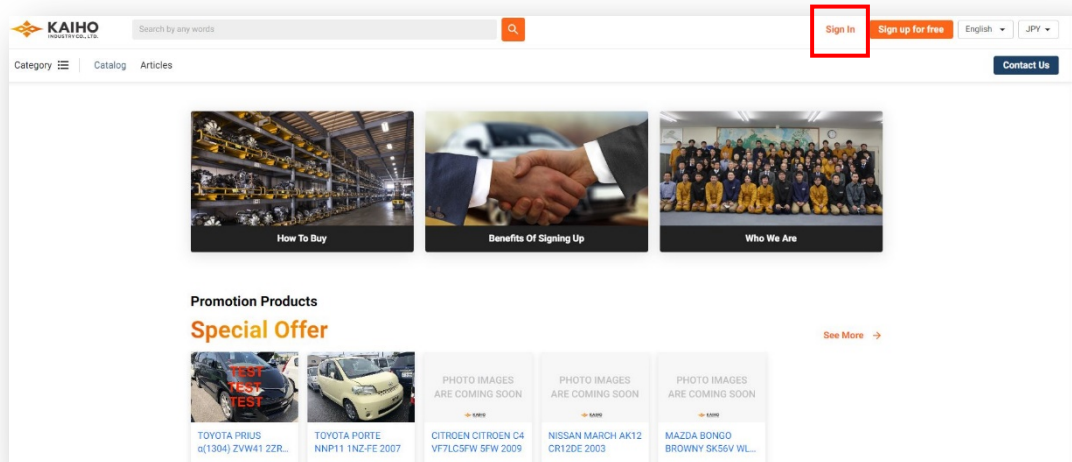 KAIHO
INDUSTRY CO., LTD.
Search by any words
Sign In
Sign up for free
English
JPY
Category
Catalog
Articles
Contact Us
How To Buy
Benefits Of Signing Up
Who We Are
Promotion Products
Special Offer
See More
TEST
TEST
TEST
PHOTO IMAGES
ARE COMING SOON
KAIHO
PHOTO IMAGES
ARE COMING SOON
KAIHO
PHOTO IMAGES
ARE COMING SOON
KAIHO
TOYOTA PRIUS
α(1304) ZVW41 2ZR...
TOYOTA PORTE
NNP11 1NZ-FE 2007
CITROEN CITROEN C4
VF7LC5FW 5FW 2009
NISSAN MARCH AK12
CR12DE 2003
MAZDA BONGO
BROWNY SK56V WL...